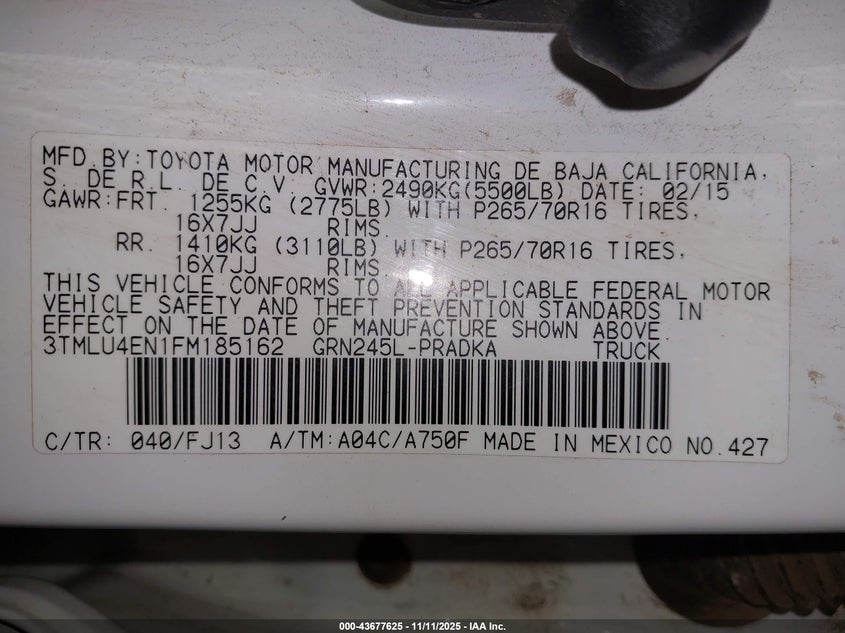 MFD. BY: TOYOTA MOTOR MANUFACTURING DE BAJA CALIFORNIA,
S. DE R.L. DE C.V. GVWR:2490KG(5500LB) DATE: 02/15
GAWR:FRT. 1255KG (2775LB) WITH P265/70R16 TIRES,
16X7JJ RIMS.
RR. 1410KG (3110LB) WITH P265/70R16 TIRES,
16X7JJ RIMS.
THIS VEHICLE CONFORMS TO ALL APPLICABLE FEDERAL MOTOR
VEHICLE SAFETY AND THEFT PREVENTION STANDARDS IN
EFFECT ON THE DATE OF MANUFACTURE SHOWN ABOVE.
3TMLU4EN1FM185162 GRN245L-PRADKA TRUCK
C/TR: 040/FJ13 A/TM:A04C/A750F MADE IN MEXICO NO.427
000-43677625 - 11/11/2025 - IAA Inc.